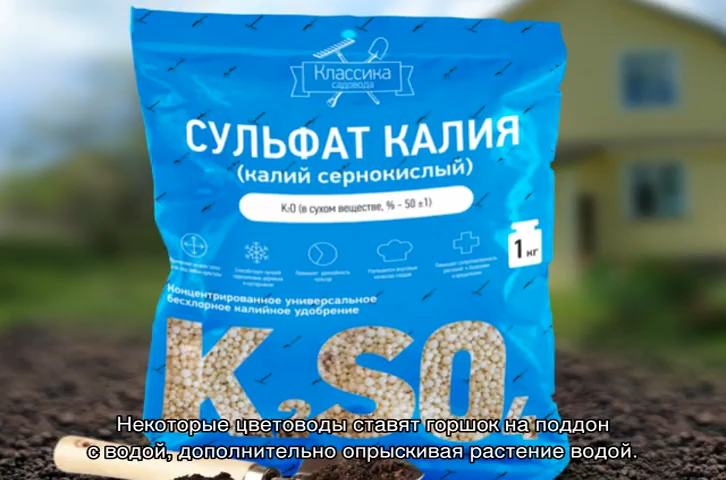 Классика
садовода
СУЛЬФАТ КАЛИЯ
(калий сернокислый)
K₂O (в сухом веществе, % - 50 ±1)
1 кг
Концентрированное универсальное
бесхлорное калийное удобрение
K₂SO₄
Некоторые цветоводы ставят горшок на поддон
с водой, дополнительно опрыскивая растение водой.